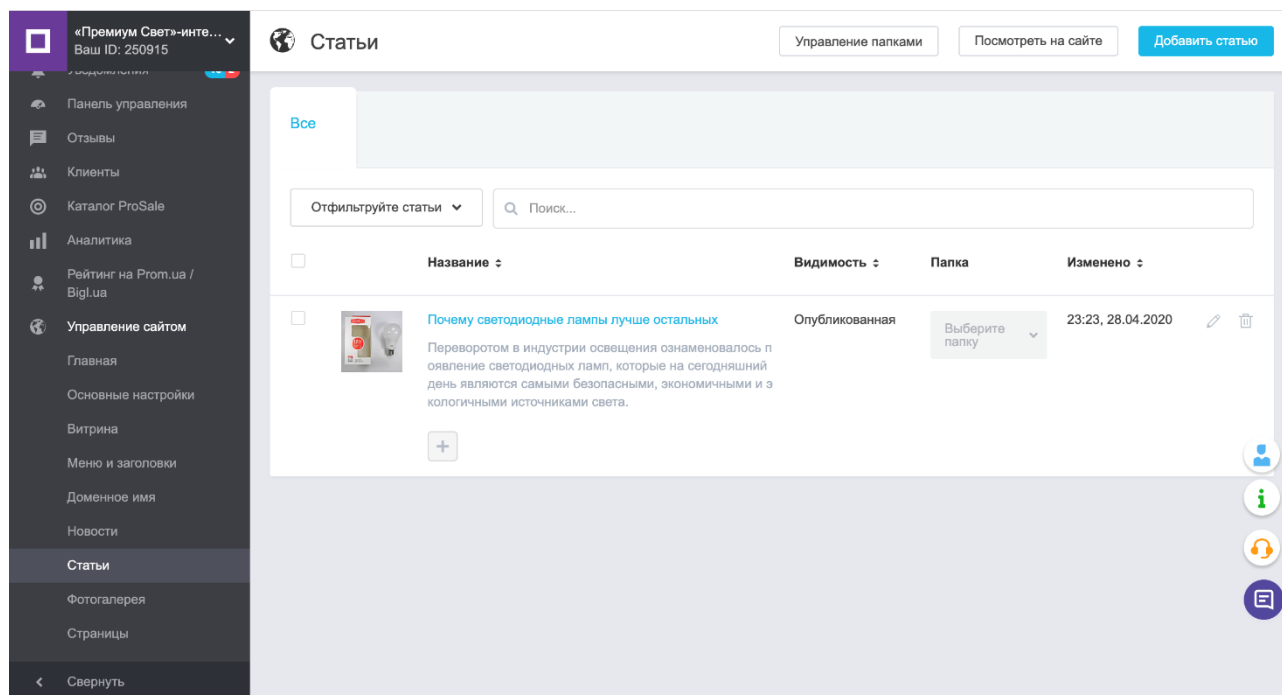 «Премиум Свет»-инте...
Ваш ID: 250915
Статьи
Управление папками
Посмотреть на сайте
Добавить статью
Уведомления
Панель управления
Отзывы
Клиенты
Каталог ProSale
Аналитика
Рейтинг на Prom.ua /
Bigl.ua
Управление сайтом
Главная
Основные настройки
Витрина
Меню и заголовки
Доменное имя
Новости
Статьи
Фотогалерея
Страницы
Свернуть
Все
Отфильтруйте статьи
Поиск...
Название
Видимость
Папка
Изменено
Почему светодиодные лампы лучше остальных
Переворотом в индустрии освещения ознаменовалось п
оявление светодиодных ламп, которые на сегодняшний
день являются самыми безопасными, экономичными и э
кологичными источниками света.
Опубликованная
Выберите
папку
23:23, 28.04.2020